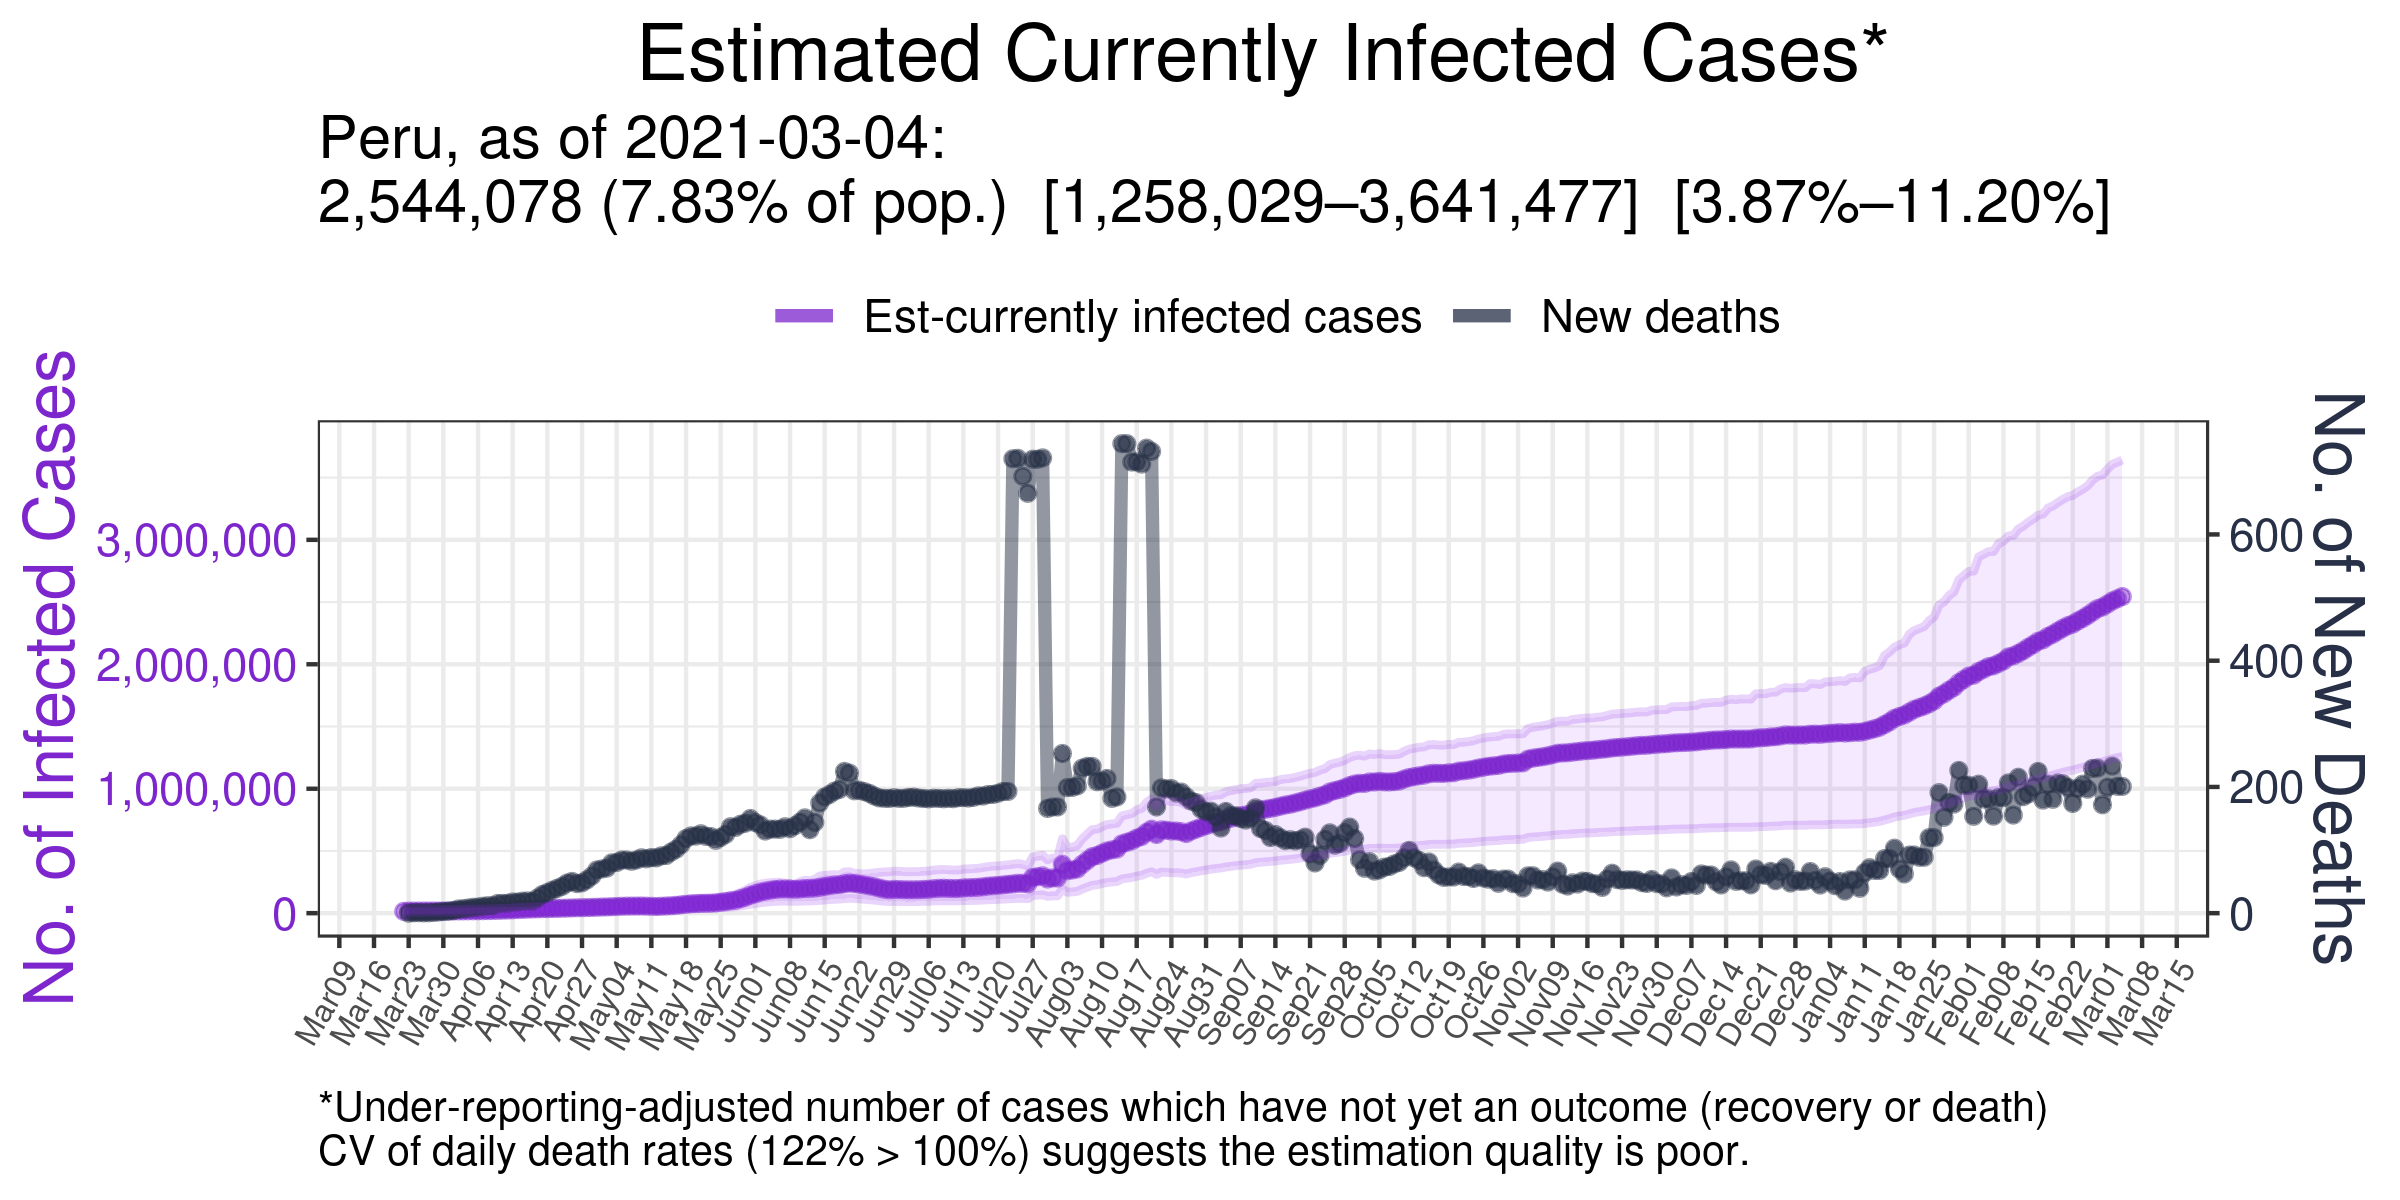 Estimated Currently Infected Cases*
Peru, as of 2021-03-04:
2,544,078 (7.83% of pop.) [1,258,029–3,641,477] [3.87%–11.20%]
Est-currently infected cases New deaths
No. of Infected Cases
3,000,000
2,000,000
1,000,000
0
600
400
200
0
No. of New Deaths
Mar09 Mar16 Mar23 Mar30 Apr06 Apr13 Apr20 Apr27 May04 May11 May18 May25 Jun01 Jun08 Jun15 Jun22 Jun29 Jul06 Jul13 Jul20 Jul27 Aug03 Aug10 Aug17 Aug24 Aug31 Sep07 Sep14 Sep21 Sep28 Oct05 Oct12 Oct19 Oct26 Nov02 Nov09 Nov16 Nov23 Nov30 Dec07 Dec14 Dec21 Dec28 Jan04 Jan11 Jan18 Jan25 Feb01 Feb08 Feb15 Feb22 Mar01 Mar08 Mar15
*Under-reporting-adjusted number of cases which have not yet an outcome (recovery or death)
CV of daily death rates (122% > 100%) suggests the estimation quality is poor.